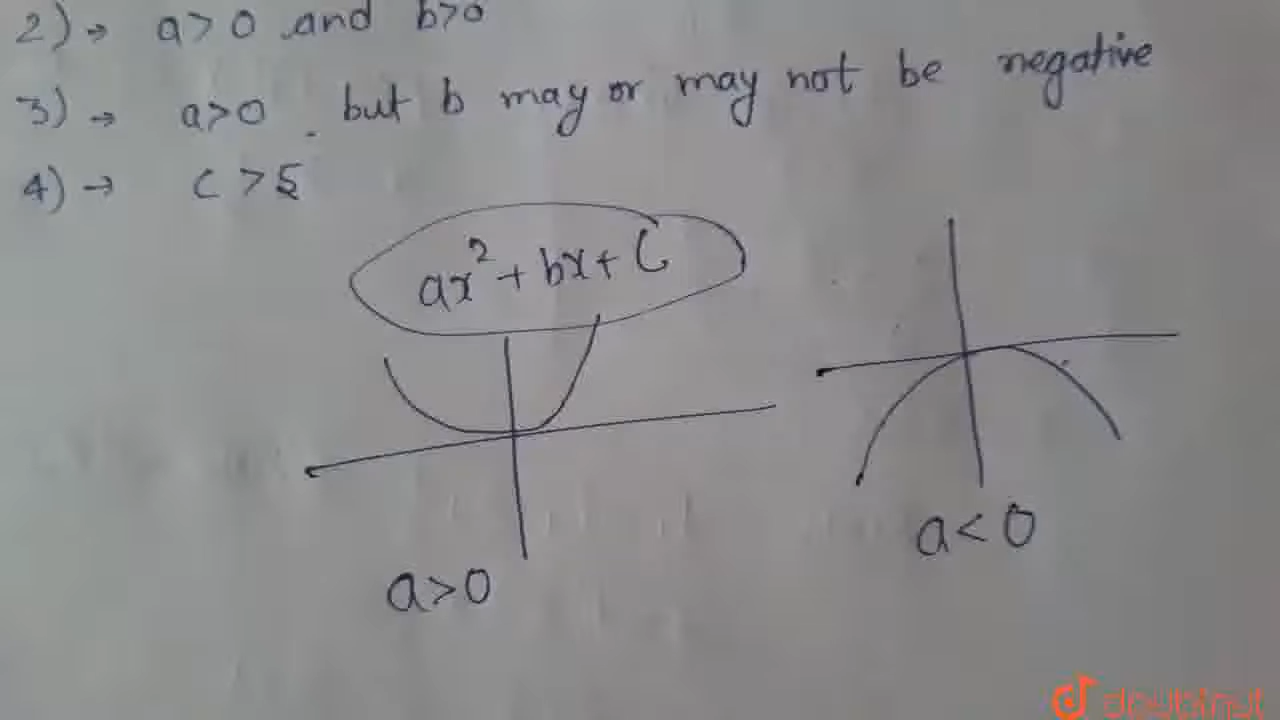 2) → a > 0 and b>0
3) → a>0 . but b may or may not be negative
4) → C > 5
ax² + bx + C
a>0
a < 0
doubtnut